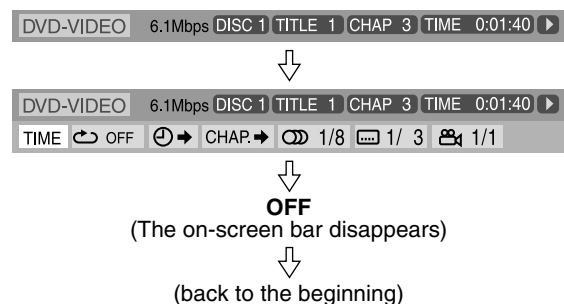 DVD-VIDEO 6.1Mbps DISC 1 TITLE 1 CHAP 3 TIME 0:01:40
DVD-VIDEO 6.1Mbps DISC 1 TITLE 1 CHAP 3 TIME 0:01:40
TIME OFF CHAP. 1/8 1/ 3 1/1
OFF
(The on-screen bar disappears)
(back to the beginning)